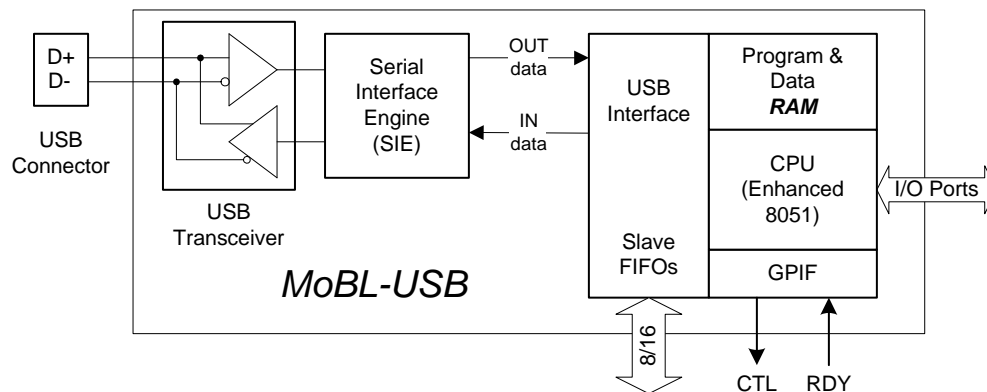 D+
D-
USB
Connector
USB
Transceiver
Serial
Interface
Engine
(SIE)
OUT
data
IN
data
USB
Interface
Slave
FIFOs
Program &
Data
RAM
CPU
(Enhanced
8051)
GPIF
I/O Ports
MoBL-USB
8/16
CTL
RDY